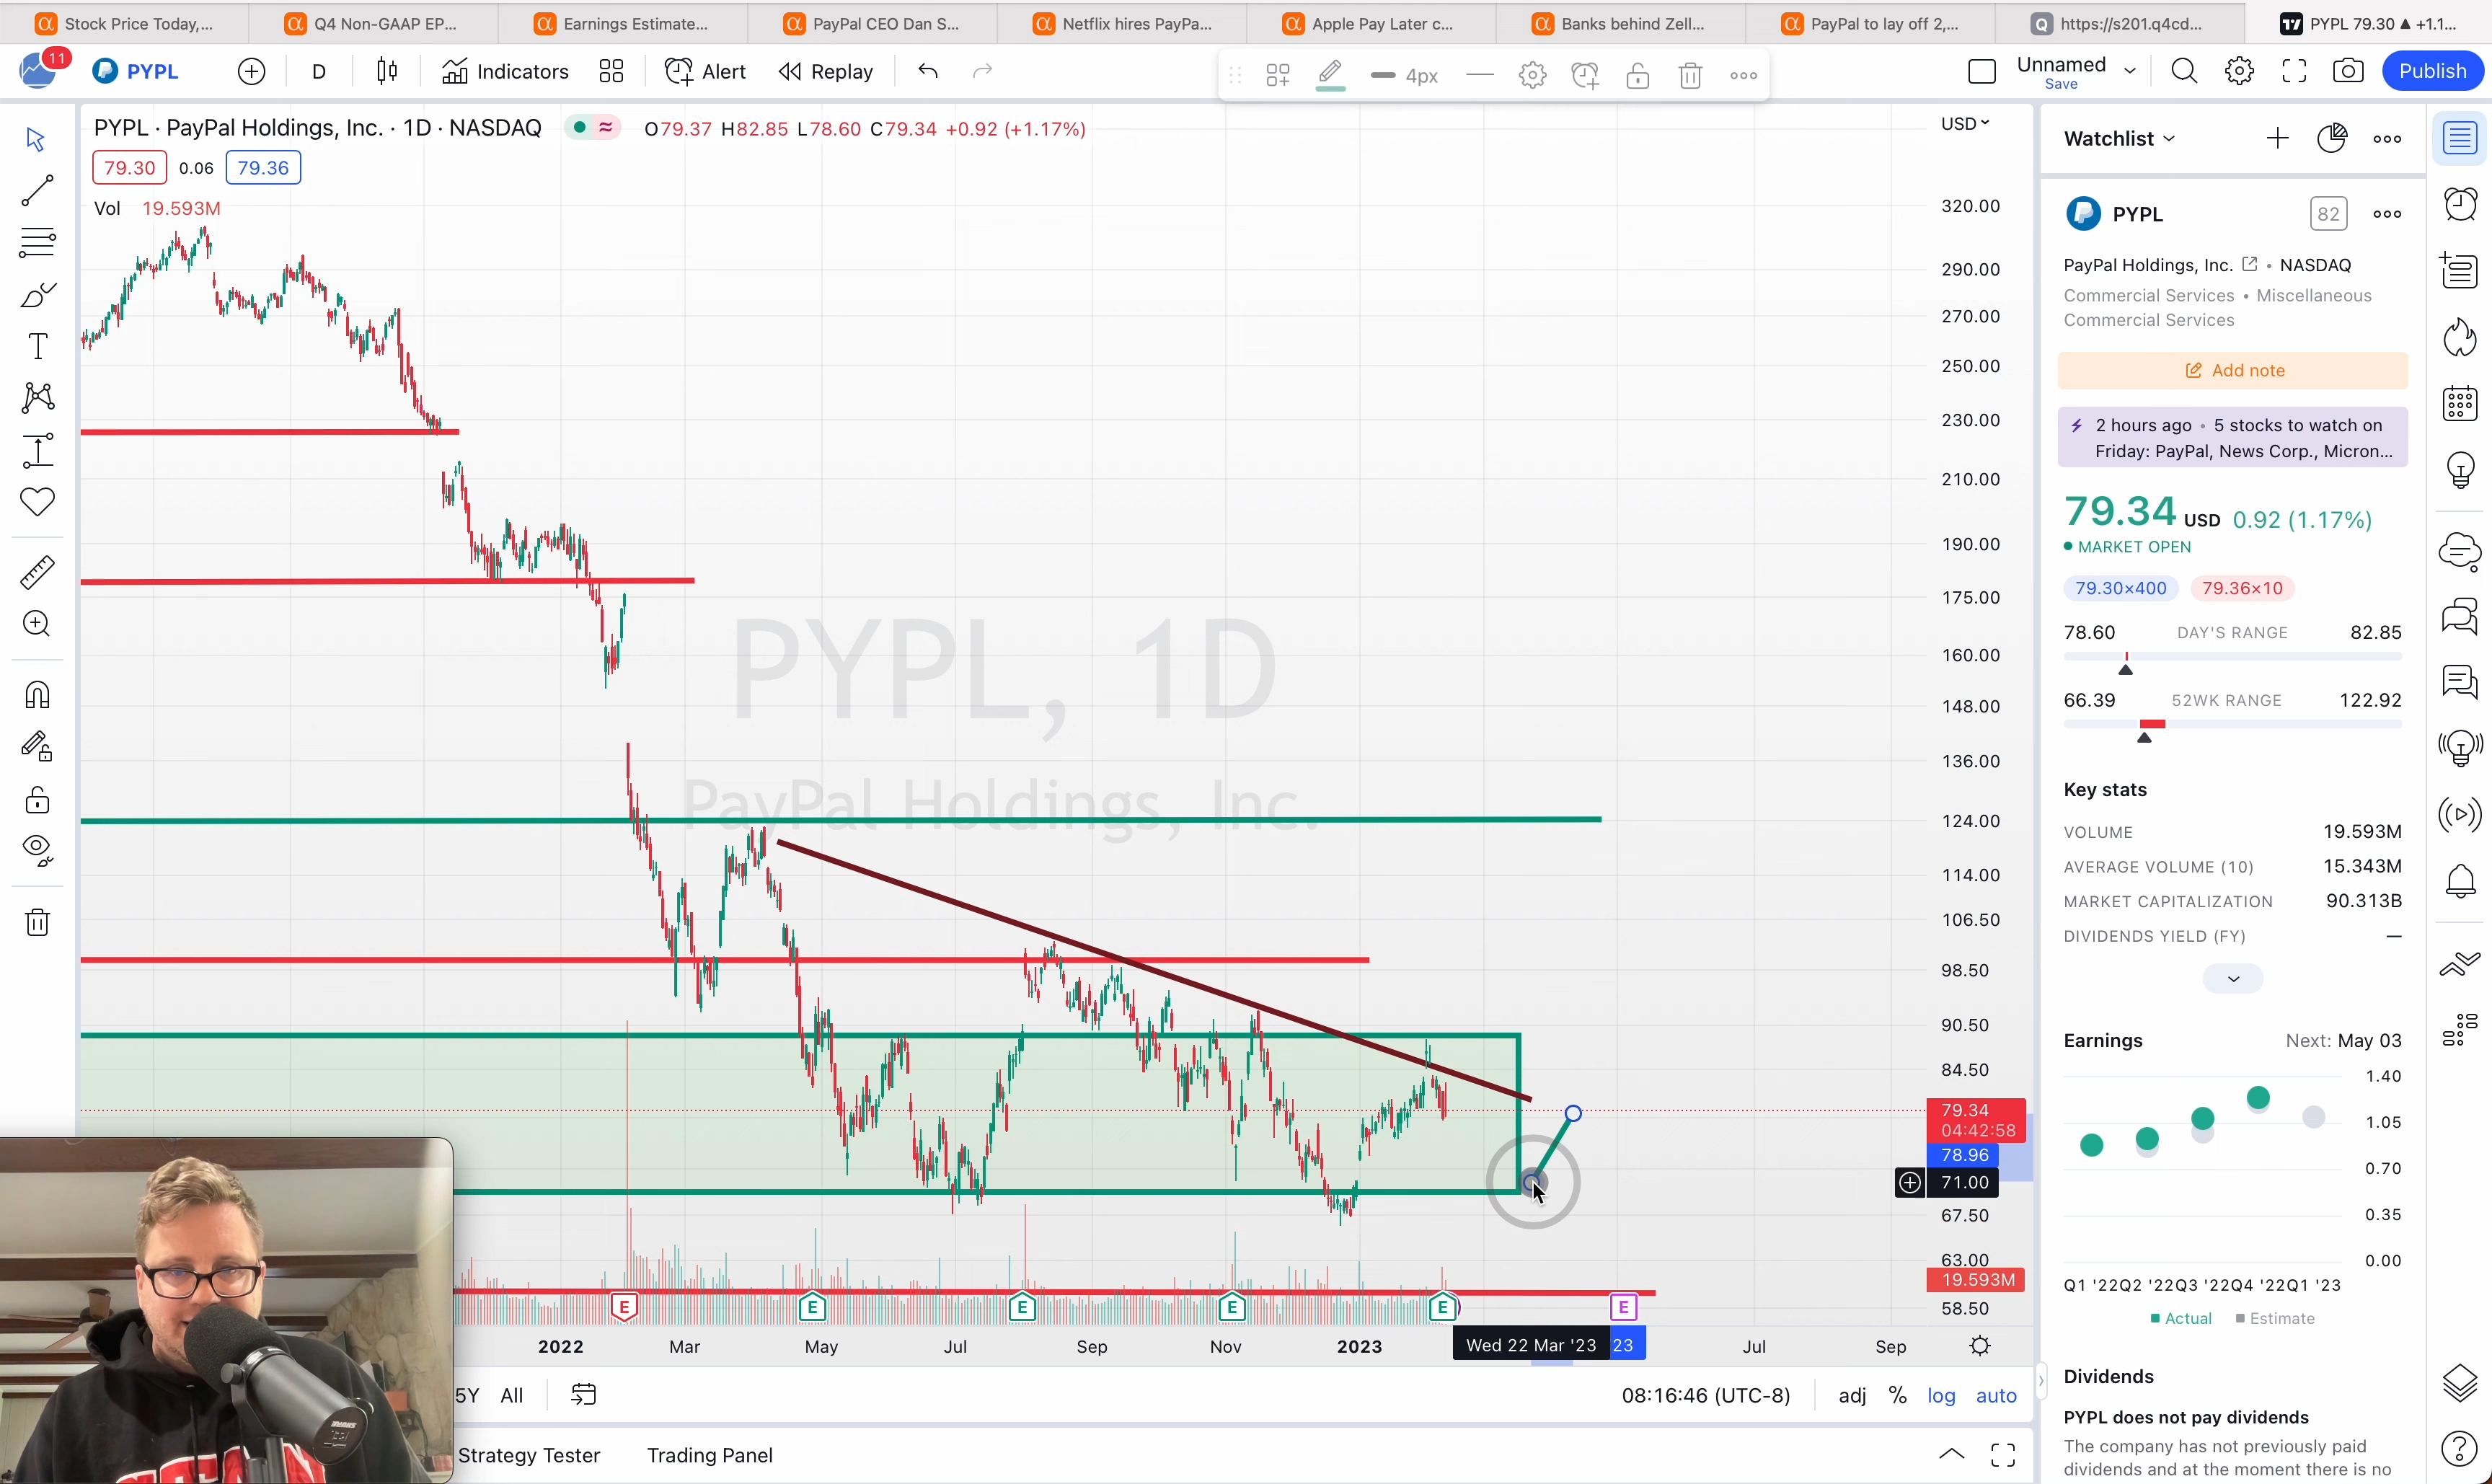 Stock Price Today,...
Q4 Non-GAAP EP...
Earnings Estimate...
PayPal CEO Dan S...
Netflix hires PayPa...
Apple Pay Later c...
Banks behind Zell...
PayPal to lay off 2,...
Q https://s201.q4cd...
PYPL 79.30 ▲ +1.1...
11
PYPL
D
Indicators
Alert
Replay
4px
Unnamed
Save
Publish
PYPL · PayPal Holdings, Inc. · 1D · NASDAQ
O79.37 H82.85 L78.60 C79.34 +0.92 (+1.17%)
79.30
0.06
79.36
Vol 19.593M
PYPL, 1D
PayPal Holdings, Inc.
USD
320.00
290.00
270.00
250.00
230.00
210.00
190.00
175.00
160.00
148.00
136.00
124.00
114.00
106.50
98.50
90.50
84.50
79.34
04:42:58
78.96
71.00
67.50
63.00
19.593M
58.50
E
E
E
E
E
E
2022
Mar
May
Jul
Sep
Nov
2023
Wed 22 Mar '23
23
Jul
Sep
5Y
All
08:16:46 (UTC-8)
adj
%
log
auto
Strategy Tester
Trading Panel
Watchlist
PYPL
82
PayPal Holdings, Inc. • NASDAQ
Commercial Services • Miscellaneous
Commercial Services
Add note
2 hours ago • 5 stocks to watch on
Friday: PayPal, News Corp., Micron...
79.34 USD 0.92 (1.17%)
MARKET OPEN
79.30×400
79.36×10
78.60 DAY'S RANGE 82.85
66.39 52WK RANGE 122.92
Key stats
VOLUME 19.593M
AVERAGE VOLUME (10) 15.343M
MARKET CAPITALIZATION 90.313B
DIVIDENDS YIELD (FY) —
Earnings
Next: May 03
1.40
1.05
0.70
0.35
0.00
Q1 '22Q2 '22Q3 '22Q4 '22Q1 '23
Actual
Estimate
Dividends
PYPL does not pay dividends
The company has not previously paid
dividends and at the moment there is no